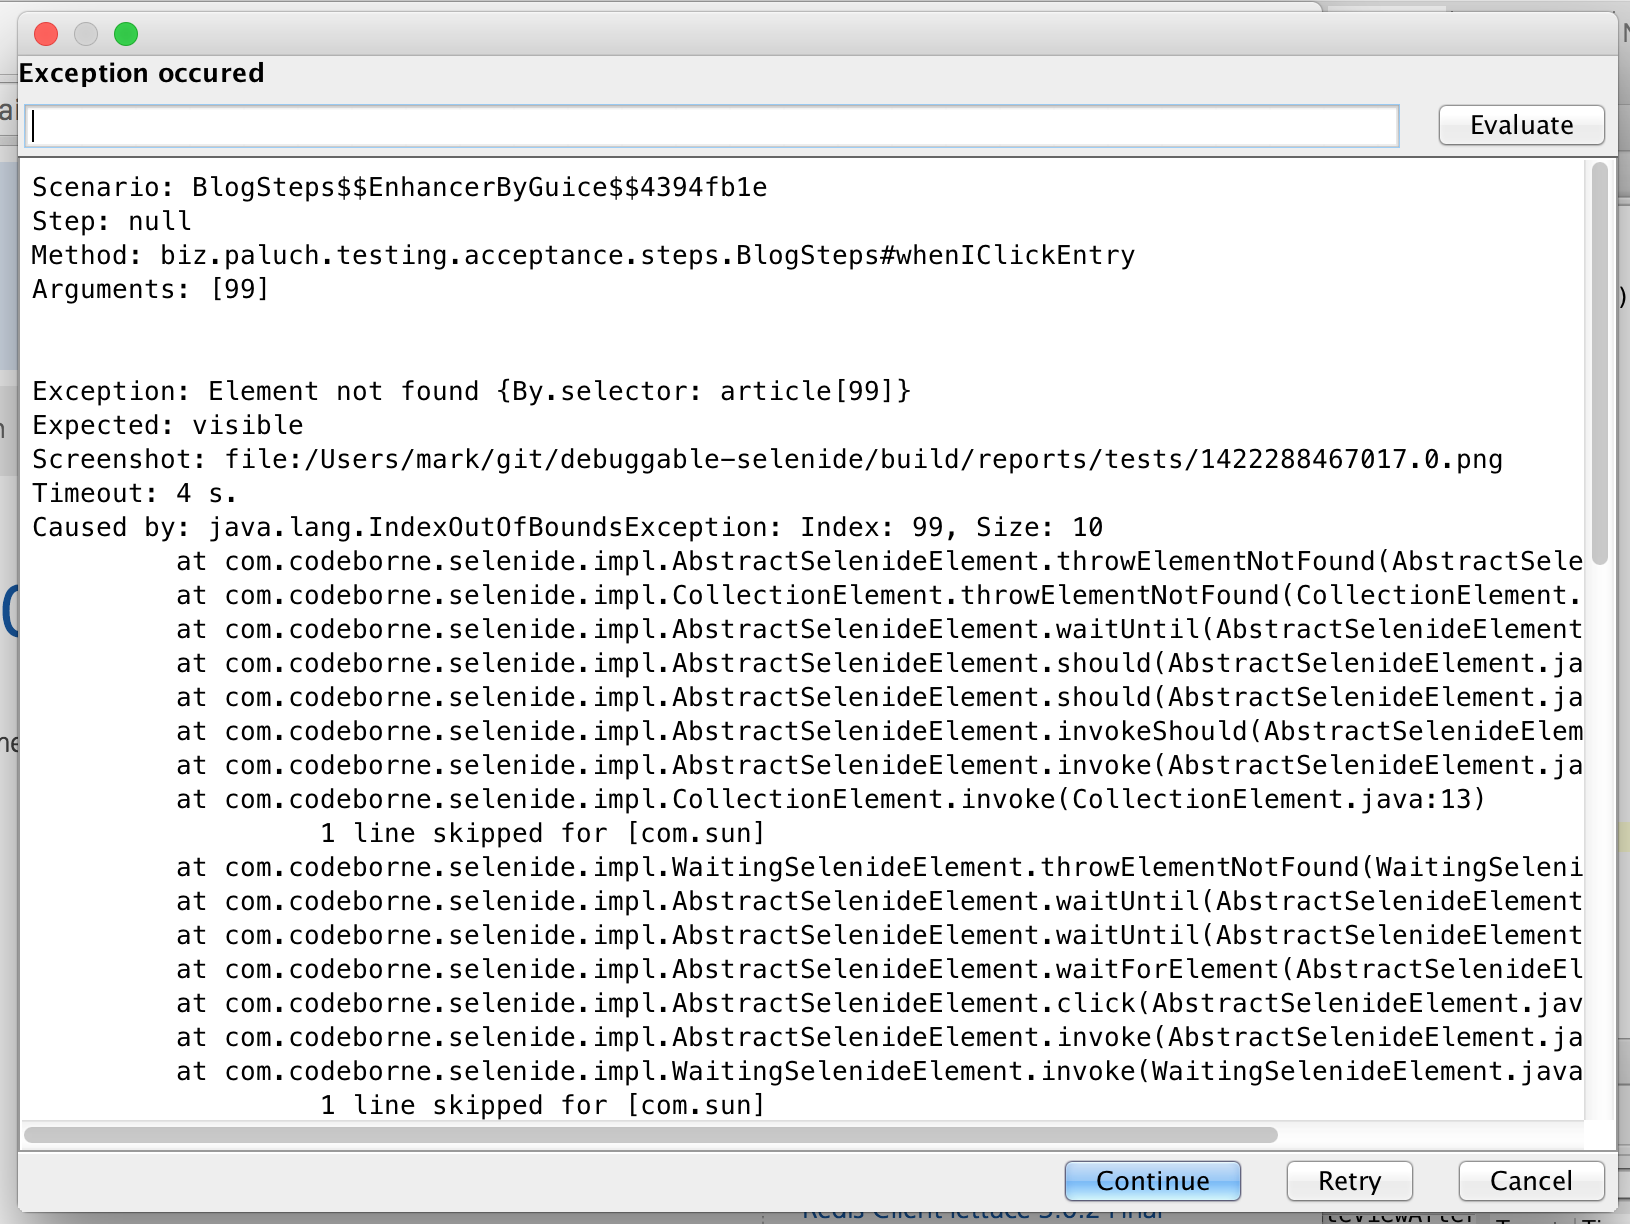 Exception occured
Evaluate
Scenario: BlogSteps$$EnhancerByGuice$$4394fb1e
Step: null
Method: biz.paluch.testing.acceptance.steps.BlogSteps#whenIClickEntry
Arguments: [99]
Exception: Element not found {By.selector: article[99]}
Expected: visible
Screenshot: file:/Users/mark/git/debuggable-selenide/build/reports/tests/1422288467017.0.png
Timeout: 4 s.
Caused by: java.lang.IndexOutOfBoundsException: Index: 99, Size: 10
at com.codeborne.selenide.impl.AbstractSelenideElement.throwElementNotFound(AbstractSele
at com.codeborne.selenide.impl.CollectionElement.throwElementNotFound(CollectionElement.
at com.codeborne.selenide.impl.AbstractSelenideElement.waitUntil(AbstractSelenideElement
at com.codeborne.selenide.impl.AbstractSelenideElement.should(AbstractSelenideElement.ja
at com.codeborne.selenide.impl.AbstractSelenideElement.should(AbstractSelenideElement.ja
at com.codeborne.selenide.impl.AbstractSelenideElement.invokeShould(AbstractSelenideElem
at com.codeborne.selenide.impl.AbstractSelenideElement.invoke(AbstractSelenideElement.ja
at com.codeborne.selenide.impl.CollectionElement.invoke(CollectionElement.java:13)
1 line skipped for [com.sun]
at com.codeborne.selenide.impl.WaitingSelenideElement.throwElementNotFound(WaitingSeleni
at com.codeborne.selenide.impl.AbstractSelenideElement.waitUntil(AbstractSelenideElement
at com.codeborne.selenide.impl.AbstractSelenideElement.waitUntil(AbstractSelenideElement
at com.codeborne.selenide.impl.AbstractSelenideElement.waitForElement(AbstractSelenideEl
at com.codeborne.selenide.impl.AbstractSelenideElement.click(AbstractSelenideElement.jav
at com.codeborne.selenide.impl.AbstractSelenideElement.invoke(AbstractSelenideElement.ja
at com.codeborne.selenide.impl.WaitingSelenideElement.invoke(WaitingSelenideElement.java
1 line skipped for [com.sun]
Continue
Retry
Cancel